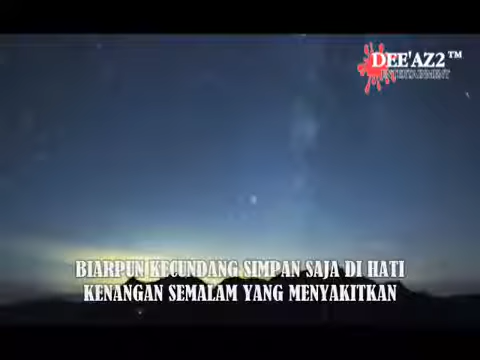 DEE'AZ2™
ENTERTAINMENT
BIARPUN KECUNDANG SIMPAN SAJA DI HATI
KENANGAN SEMALAM YANG MENYAKITKAN